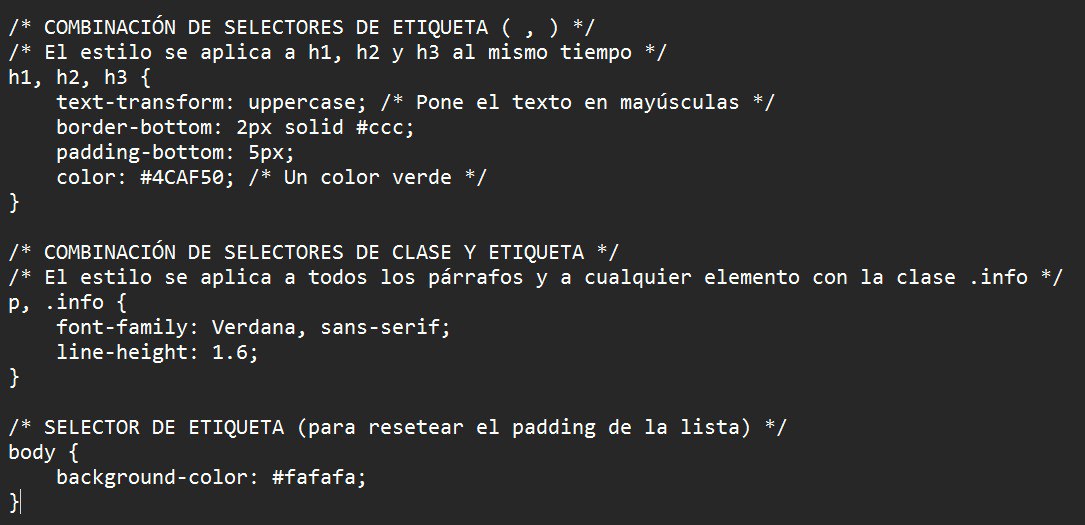 /* COMBINACIÓN DE SELECTORES DE ETIQUETA ( , ) */
/* El estilo se aplica a h1, h2 y h3 al mismo tiempo */
h1, h2, h3 {
    text-transform: uppercase; /* Pone el texto en mayúsculas */
    border-bottom: 2px solid #ccc;
    padding-bottom: 5px;
    color: #4CAF50; /* Un color verde */
}

/* COMBINACIÓN DE SELECTORES DE CLASE Y ETIQUETA */
/* El estilo se aplica a todos los párrafos y a cualquier elemento con la clase .info */
p, .info {
    font-family: Verdana, sans-serif;
    line-height: 1.6;
}

/* SELECTOR DE ETIQUETA (para resetear el padding de la lista) */
body {
    background-color: #fafafa;
}